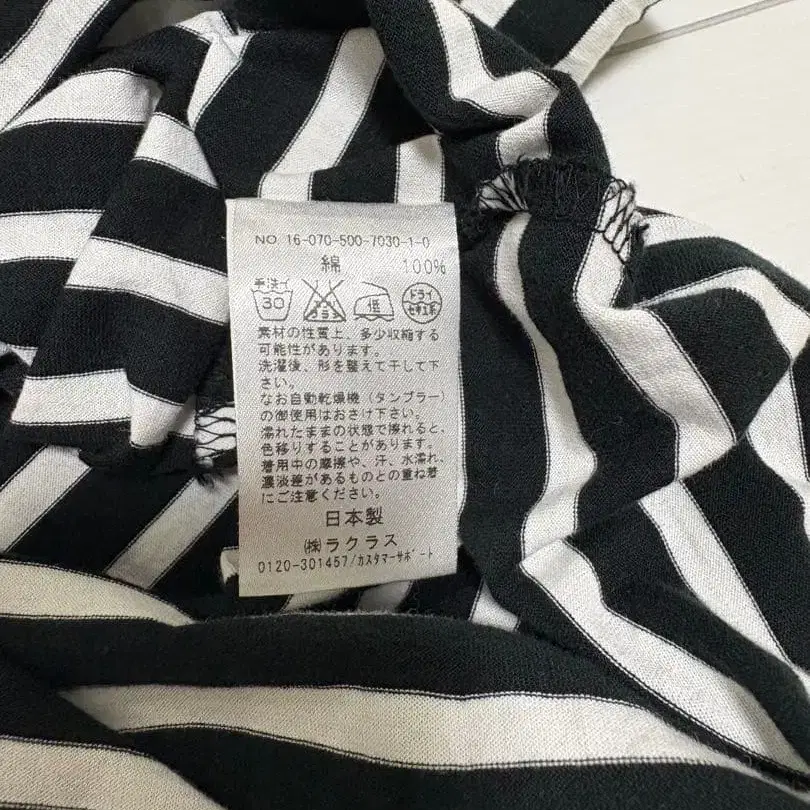 NO 16-070-500-7030-1-0
綿 100%
手洗イ 30 エンソサラシ 低 ドライ セキユ系
素材の性質上、多少収縮する
可能性があります。
洗濯後、形を整えて干して下
さい。
なお自動乾燥機(タンブラー)
の御使用はおさけ下さい。
濡れたままの状態で擦れると、
色移りすることがあります。
着用中の摩擦や、汗、水濡れ、
濃淡差があるものとの重ね着
にご注意ください。
日本製
(株)ラクラス
0120-301457/カスタマーサポート